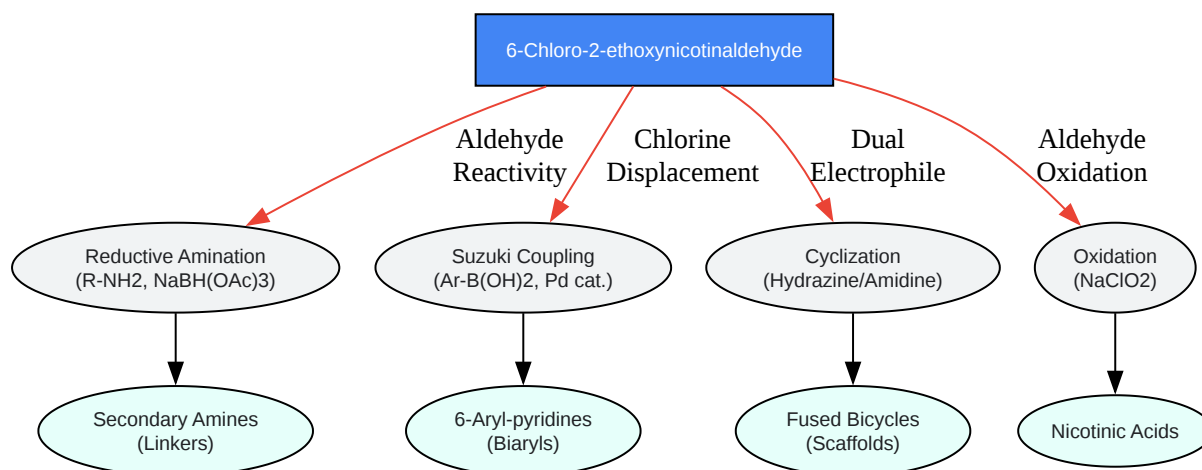 6-Chloro-2-ethoxynicotinaldehyde
Aldehyde
Reactivity
Chlorine
Displacement
Dual
Electrophile
Aldehyde
Oxidation
Reductive Amination
(R-NH2, NaBH(OAc)3)
Suzuki Coupling
(Ar-B(OH)2, Pd cat.)
Cyclization
(Hydrazine/Amidine)
Oxidation
(NaClO2)
Secondary Amines
(Linkers)
6-Aryl-pyridines
(Biaryls)
Fused Bicycles
(Scaffolds)
Nicotinic Acids